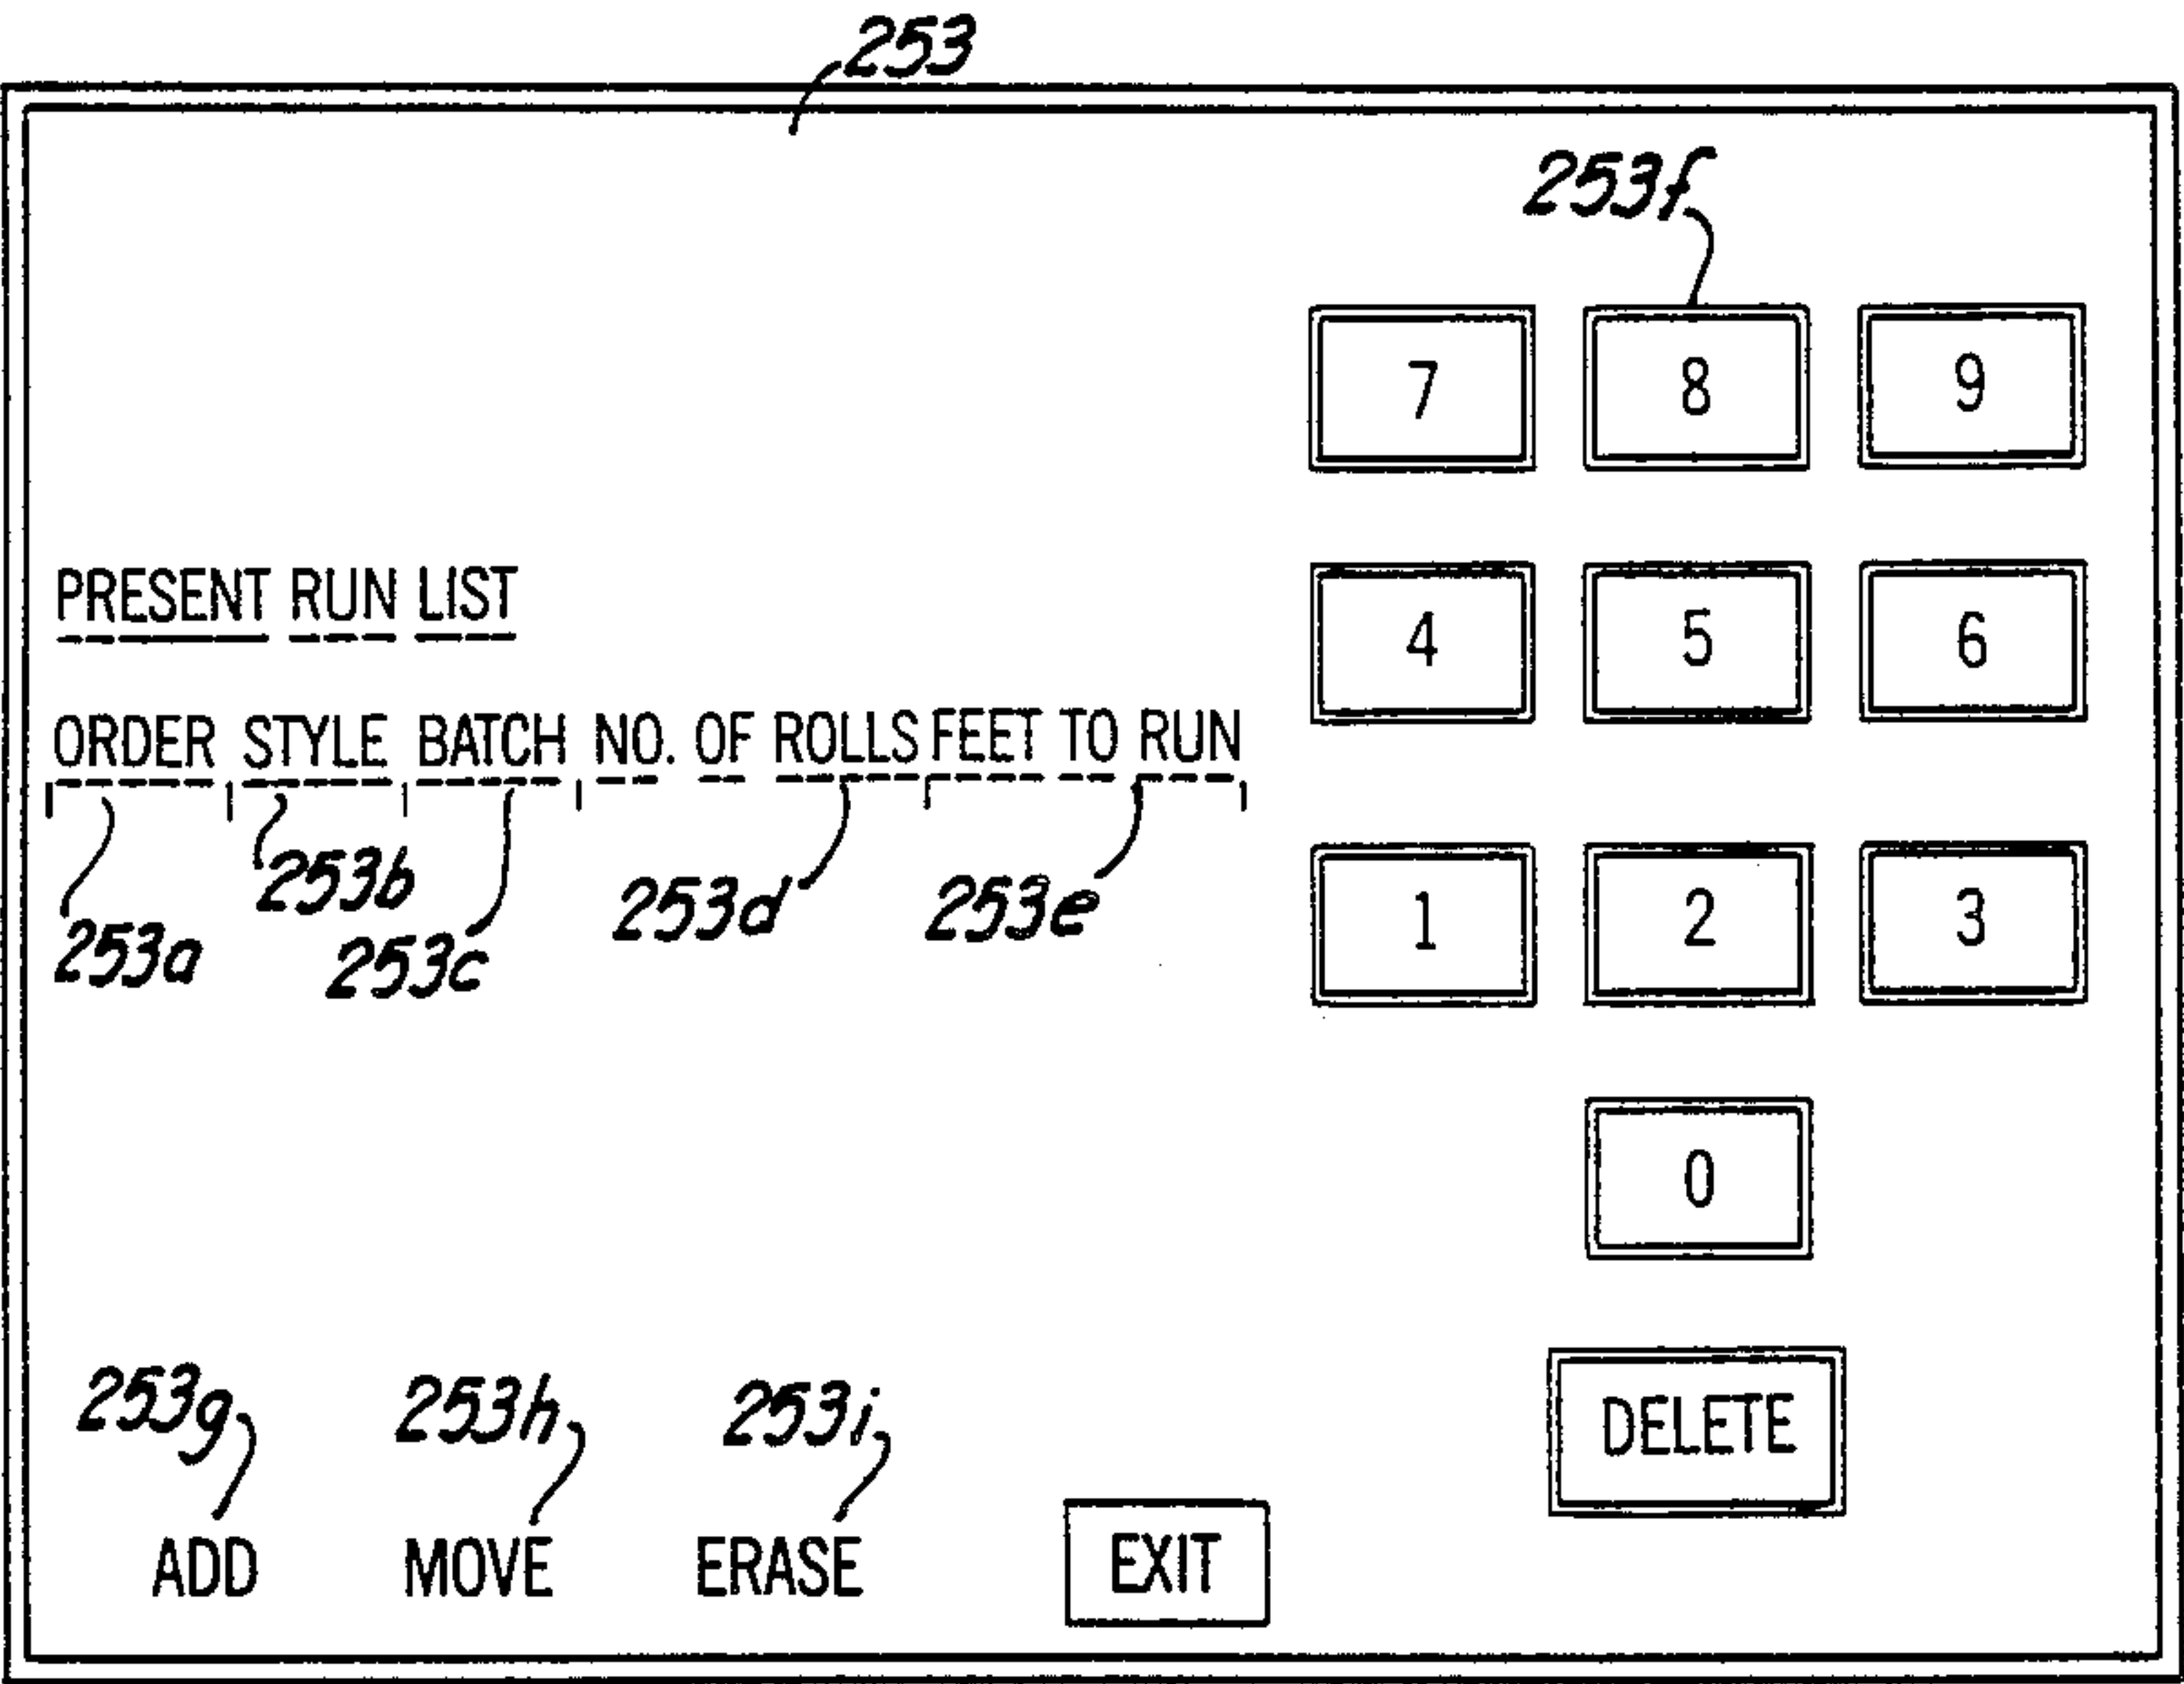 253
253f
7 8 9
PRESENT RUN LIST
4 5 6
ORDER STYLE BATCH NO. OF ROLLS FEET TO RUN
253a 253b 253c 253d 253e
1 2 3
0
253g 253h 253i
DELETE
ADD MOVE ERASE EXIT